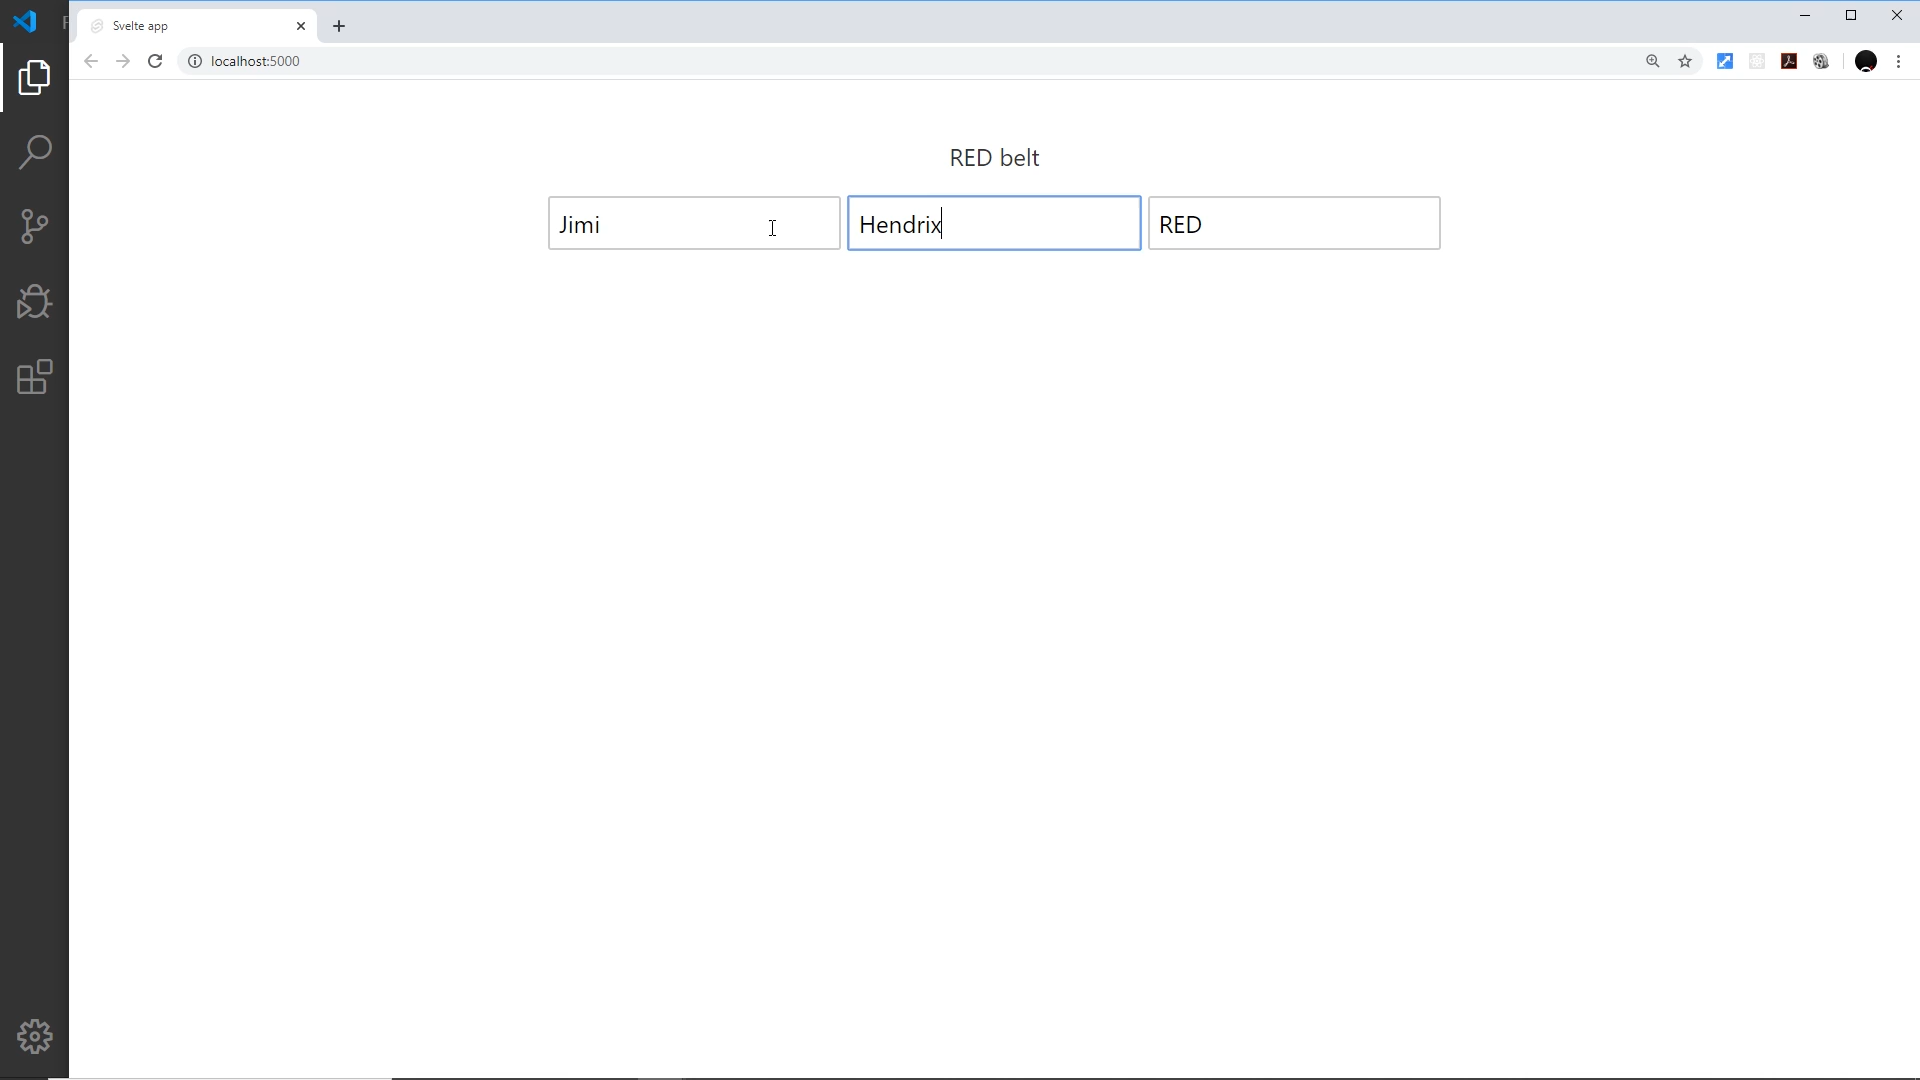 Svelte app
localhost:5000
RED belt
Jimi
Hendrix
RED